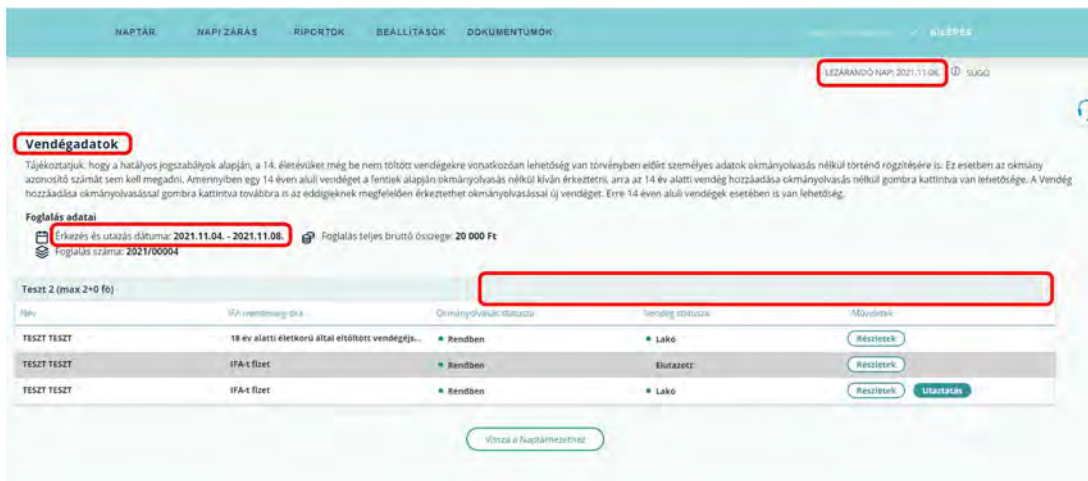 NAPTÁR NAPI ZÁRÁS RIPORTOK BEÁLLÍTÁSOK DOKUMENTUMOK KILÉPÉS
LEZÁRANDÓ NAP: 2021.11.06. SÚGÓ
Vendégadatok
Tájékoztatjuk, hogy a hatályos jogszabályok alapján, a 14. életévüket még be nem töltött vendégekre vonatkozóan lehetőség van törvényben előírt személyes adatok okmányolvasás nélkül történő rögzítésére is. Ez esetben az okmány
azonosító számát sem kell megadni. Amennyiben egy 14 éven aluli vendéget a fentiek alapján okmányolvasás nélkül kíván érkeztetni, arra az 14 év alatti vendég hozzáadása okmányolvasás nélkül gombra kattintva van lehetősége. A Vendég
hozzáadása okmányolvasással gombra kattintva továbbra is az eddigieknek megfelelően érkeztethet okmányolvasással új vendéget. Erre 14 éven aluli vendégek esetében is van lehetőség.
Foglalás adatai
Érkezés és utazás dátuma: 2021.11.04. - 2021.11.08. Foglalás teljes bruttó összege: 20 000 Ft
Foglalás száma: 2021/00004
Teszt 2 (max 2+0 fő)
Név IFA mentesség oka Okmányolvasás státusza Vendég státusza Műveletek
TESZT TESZT 18 év alatti életkorú által eltöltött vendégéjs... Rendben Lakó Részletek
TESZT TESZT IFA-t fizet Rendben Elutazott Részletek
TESZT TESZT IFA-t fizet Rendben Lakó Részletek Utaztatás
Vissza a Naptárnézethez